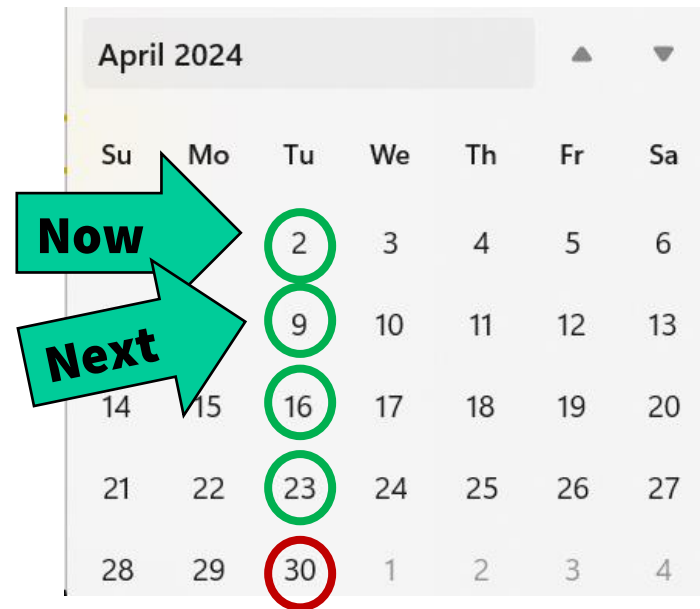 April 2024
Su Mo Tu We Th Fr Sa
Now 2 3 4 5 6
Next 9 10 11 12 13
14 15 16 17 18 19 20
21 22 23 24 25 26 27
28 29 30 1 2 3 4